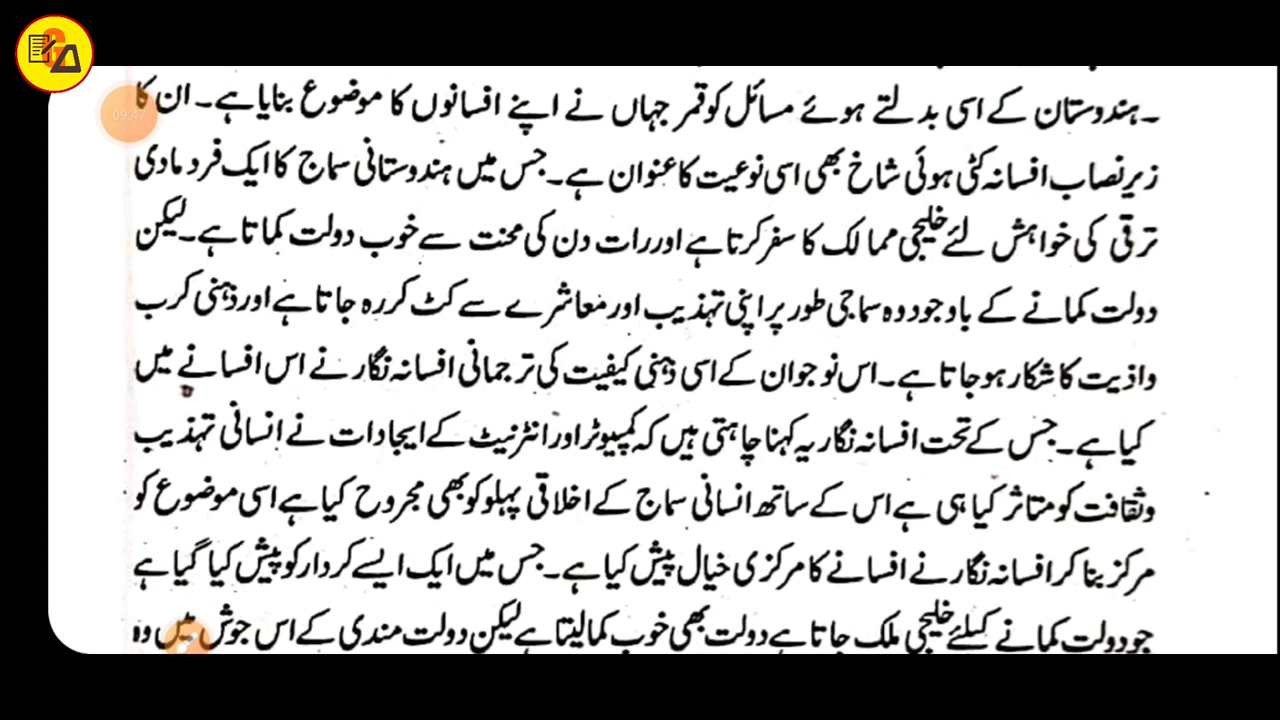 09:47
۔ہندوستان کے اسی بدلتے ہوئے مسائل کو قمر جہاں نے اپنے افسانوں کا موضوع بنایا ہے۔ ان کا
زیر نصاب افسانہ کٹی ہوئی شاخ بھی اسی نوعیت کا عنوان ہے۔ جس میں ہندوستانی سماج کا ایک فرد مادی
ترقی کی خواہش لئے خلیجی ممالک کا سفر کرتا ہے اور رات دن کی محنت سے خوب دولت کماتا ہے۔ لیکن
دولت کمانے کے باوجود وہ سماجی طور پر اپنی تہذیب اور معاشرے سے کٹ کر رہ جاتا ہے اور ذہنی کرب
واذیت کا شکار ہو جاتا ہے۔ اس نوجوان کے اسی ذہنی کیفیت کی ترجمانی افسانہ نگار نے اس افسانے میں
کیا ہے۔ جس کے تحت افسانہ نگار یہ کہنا چاہتی ہیں کہ کمپیوٹر اور انٹرنیٹ کے ایجادات نے انسانی تہذیب
وثقافت کو متاثر کیا ہی ہے اس کے ساتھ انسانی سماج کے اخلاقی پہلو کو بھی مجروح کیا ہے اسی موضوع کو
مرکز بنا کر افسانہ نگار نے افسانے کا مرکزی خیال پیش کیا ہے۔ جس میں ایک ایسے کردار کو پیش کیا گیا ہے
جو دولت کمانے کیلئے خلیجی ملک جاتا ہے دولت بھی خوب کما لیتا ہے لیکن دولت مندی کے اس جوش میں وہ